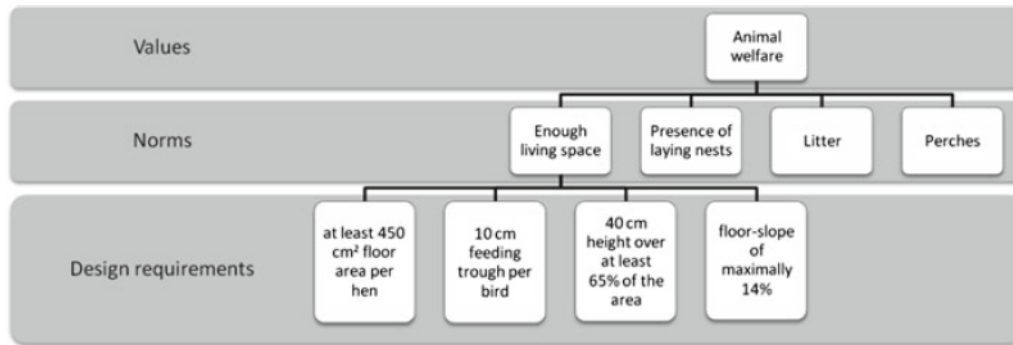 Values
Animal
welfare
Norms
Enough
living space
Presence of
laying nests
Litter
Perches
Design requirements
at least 450
cm² floor
area per
hen
10 cm
feeding
trough per
bird
40 cm
height over
at least
65% of the
area
floor-slope
of
maximally
14%